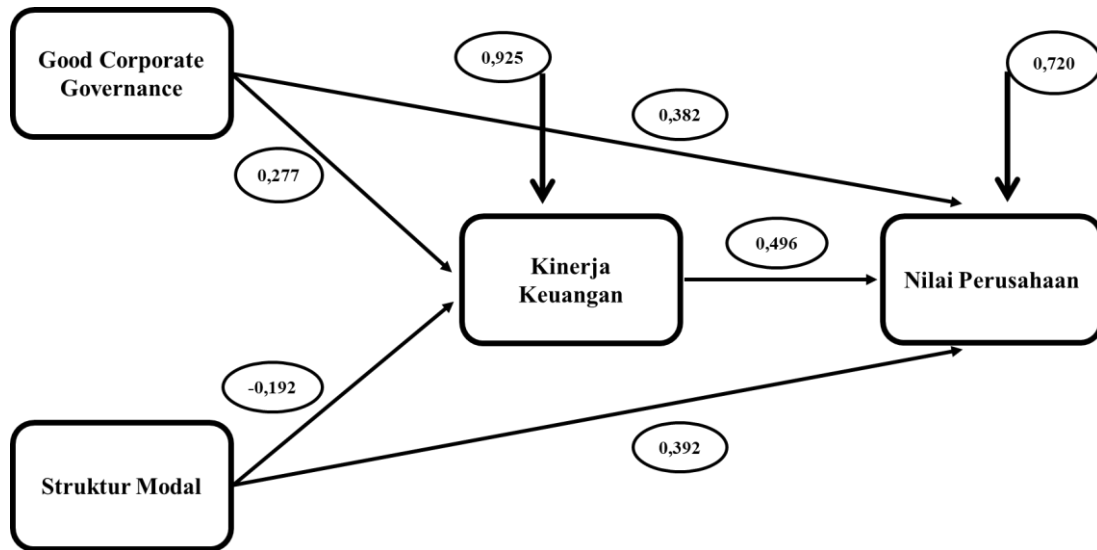 Good Corporate
Governance
0,925
0,720
0,382
0,277
Kinerja
Keuangan
0,496
Nilai Perusahaan
-0,192
0,392
Struktur Modal